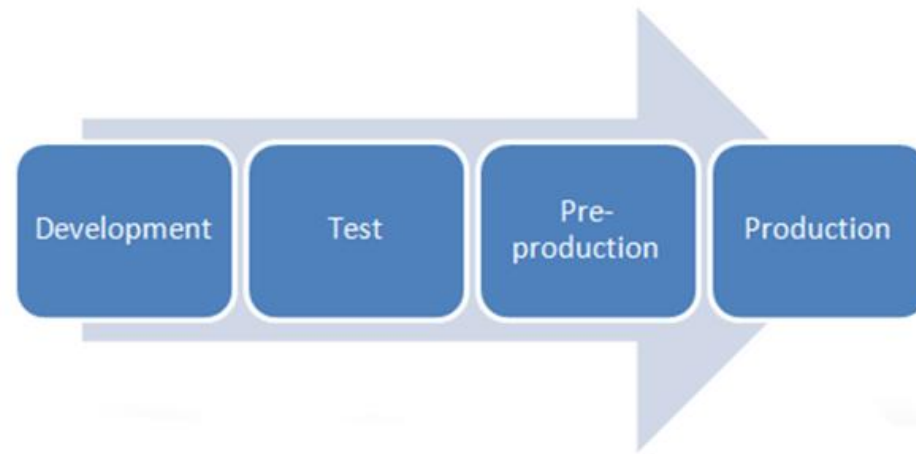 Development
Test
Pre-
production
Production